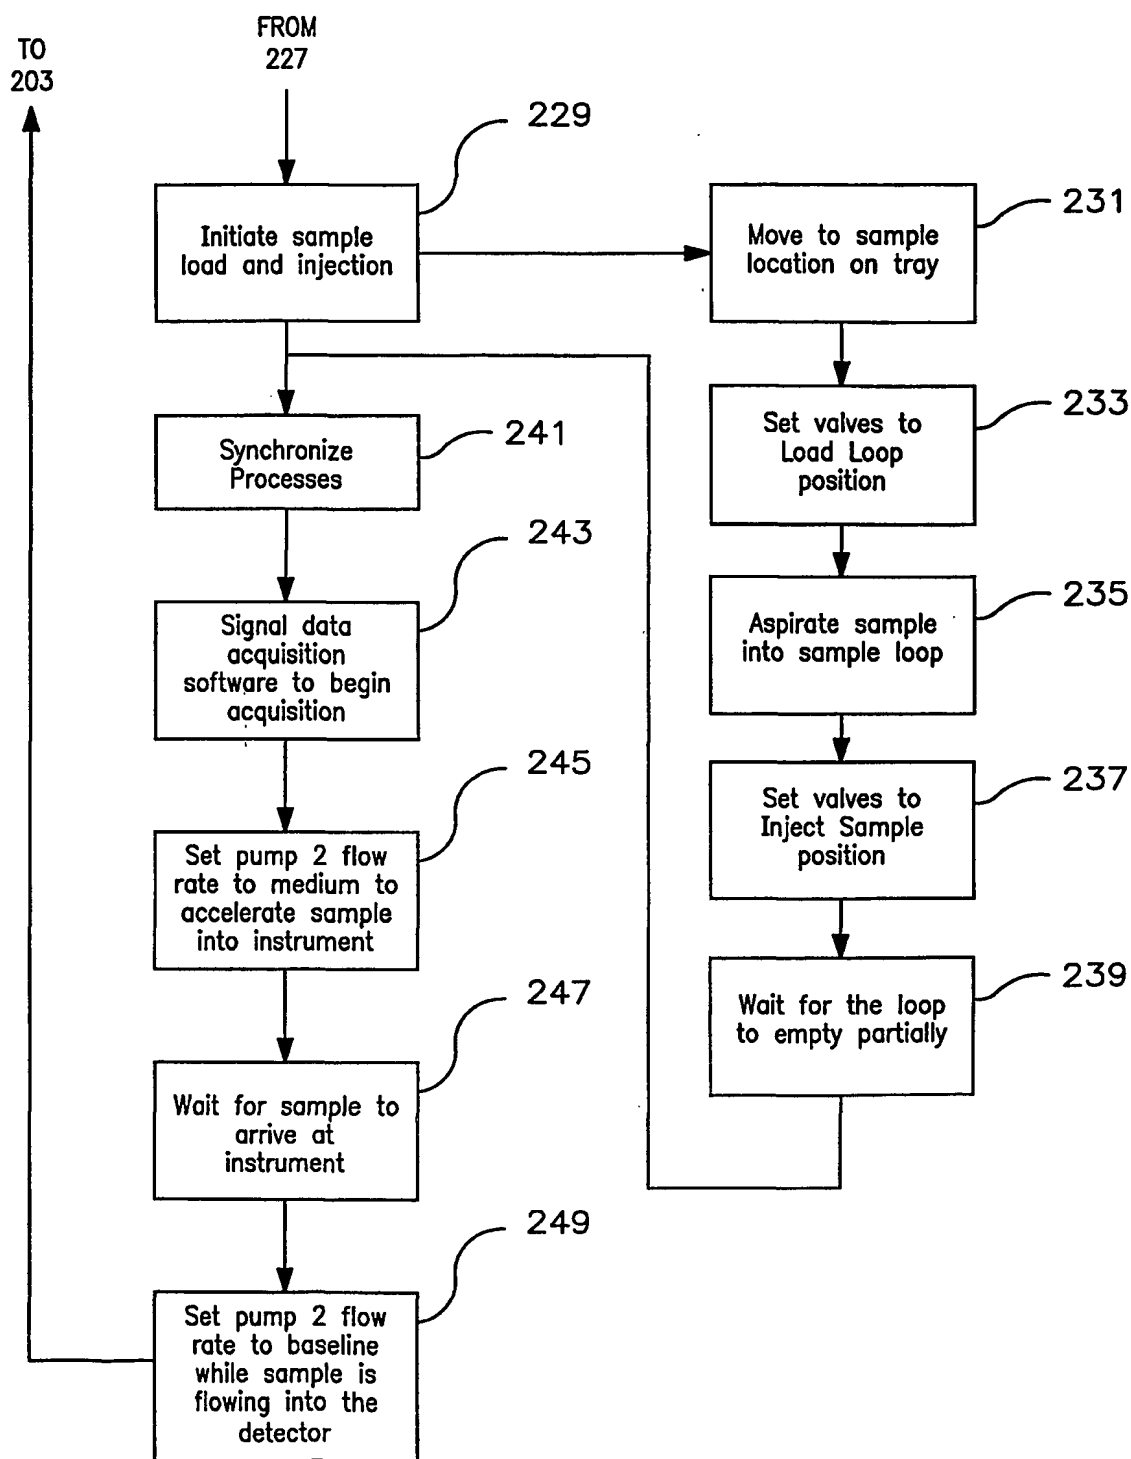 TO
203
FROM
227
229
Initiate sample
load and injection
231
Move to sample
location on tray
233
Set valves to
Load Loop
position
235
Aspirate sample
into sample loop
237
Set valves to
Inject Sample
position
239
Wait for the loop
to empty partially
241
Synchronize
Processes
243
Signal data
acquisition
software to begin
acquisition
245
Set pump 2 flow
rate to medium to
accelerate sample
into instrument
247
Wait for sample to
arrive at
instrument
249
Set pump 2 flow
rate to baseline
while sample is
flowing into the
detector